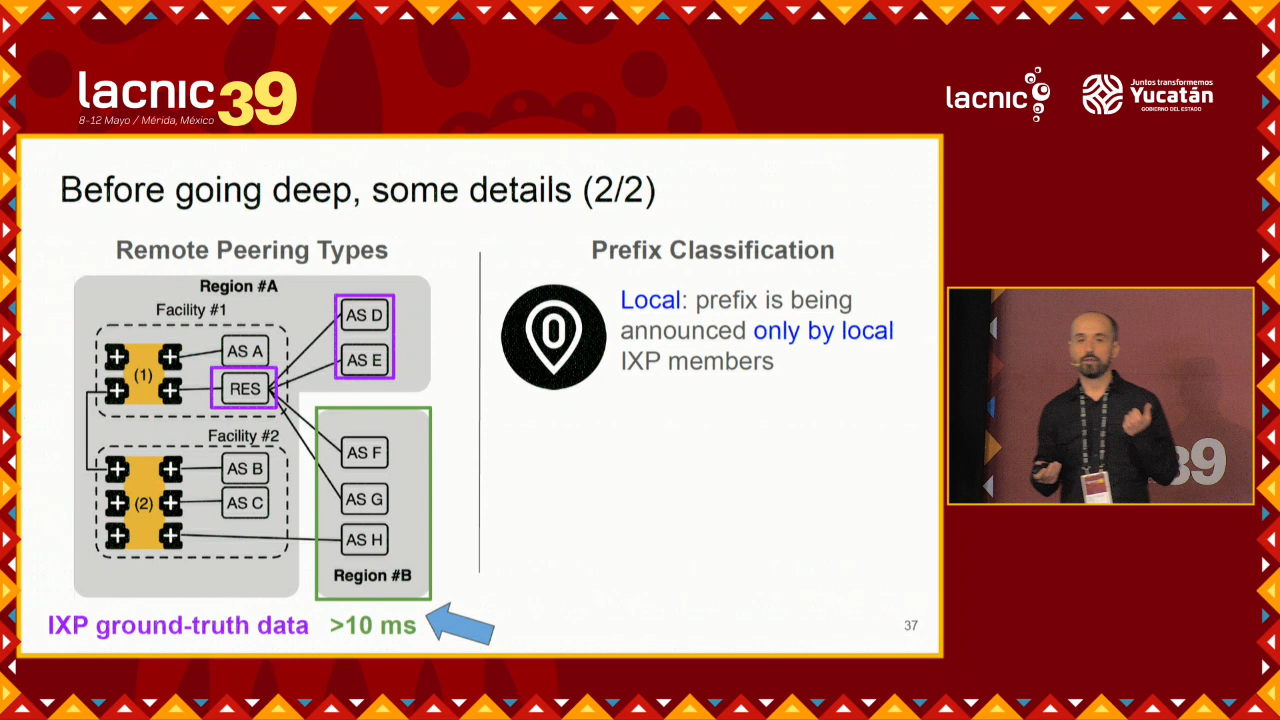 lacnic39
8-12 Mayo / Mérida, México
lacnic
Juntos transformemos
Yucatán
GOBIERNO DEL ESTADO
Before going deep, some details (2/2)
Remote Peering Types
Region #A
Facility #1
AS D
AS A
AS E
(1)
RES
Facility #2
AS F
AS B
AS G
AS C
(2)
AS H
Region #B
IXP ground-truth data
>10 ms
Prefix Classification
Local: prefix is being
announced only by local
IXP members
37
39